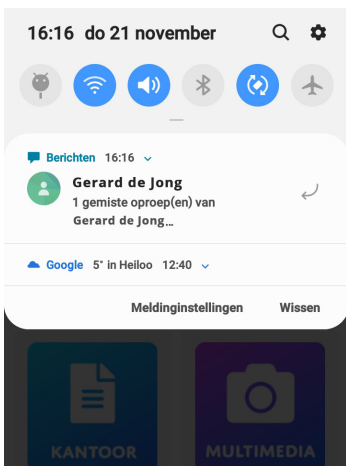 16:16 do 21 november
Berichten 16:16
Gerard de Jong
1 gemiste oproep(en) van
Gerard de Jong...
Google 5° in Heiloo 12:40
Meldinginstellingen Wissen
KANTOOR MULTIMEDIA